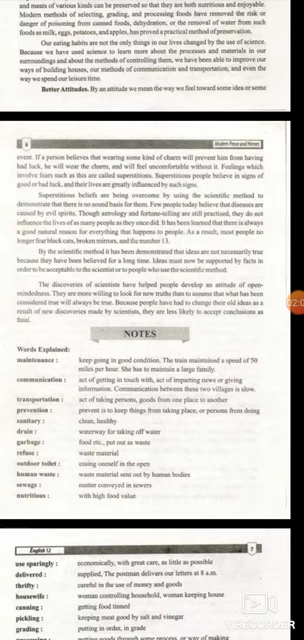 and meats of various kinds can be preserved so that they are both nutritious and enjoyable.
Modern methods of selecting, grading, and processing foods have removed the risk or
danger of poisoning from canned foods, dehydration, or the removal of water from such
foods as milk, eggs, potatoes, and apples, has proved a practical method of preservation.
Our eating habits are not the only things in our lives changed by the use of science.
Because we have used science to learn more about the processes and materials in our
surroundings and about the methods of controlling them, we have been able to improve our
ways of building houses, our methods of communication and transportation, and even the
way we spend our leisure time.
Better Attitudes. By an attitude we mean the way we feel toward some idea or some
6 Modern Prose and Heroes
event. If a person believes that wearing some kind of charm will prevent him from having
bad luck, he will wear the charm, and will feel uncomfortable without it. Feelings which
involve fears such as this are called superstitions. Superstitious people believe in signs
of good or bad luck, and their lives are greatly influenced by such signs.
Superstitious beliefs are being overcome by using the scientific method to
demonstrate that there is no sound basis for them. Few people today believe that diseases are
caused by evil spirits. Though astrology and fortune-telling are still practised, they do not
influence the lives of as many people as they once did. It has been learned that there is always
a good natural reason for everything that happens to people. As a result, most people no
longer fear black cats, broken mirrors, and the number 13.
By the scientific method it has been demonstrated that ideas are not necessarily true
because they have been believed for a long time. Ideas must now be supported by facts in
order to be acceptable to the scientist or to people who use the scientific method.
The discoveries of scientists have helped people develop an attitude of open-
mindedness. They are more willing to look for new truths than to assume that what has been
considered true will always be true. Because people have had to change their old ideas as a
result of new discoveries made by scientists, they are less likely to accept conclusions as
final.
NOTES
Words Explained:
maintenance : keep going in good condition. The train maintained a speed of 50
miles per hour. She has to maintain a large family.
communication : act of getting in touch with, act of imparting news or giving
information. Communication between these two villages is slow.
transportation : act of taking persons, goods from one place to another
prevention : prevent is to keep things from taking place, or persons from doing
sanitary : clean, healthy
drain : waterway for taking off water
garbage : food etc., put out as waste
refuse : waste material
outdoor toilet : easing oneself in the open
human waste : waste material sent out by human bodies
sewage : matter conveyed in sewers
nutritious : with high food value
English 12 7
use sparingly : economically, with great care, as little as possible
delivered : supplied, The postman delivers our letters at 8 a.m.
thrifty : careful in the use of money and goods
housewife : woman controlling household, woman keeping house
canning : getting food tinned
pickling : keeping meat good by salt and vinegar
grading : putting in order, in grade
V RECORDER